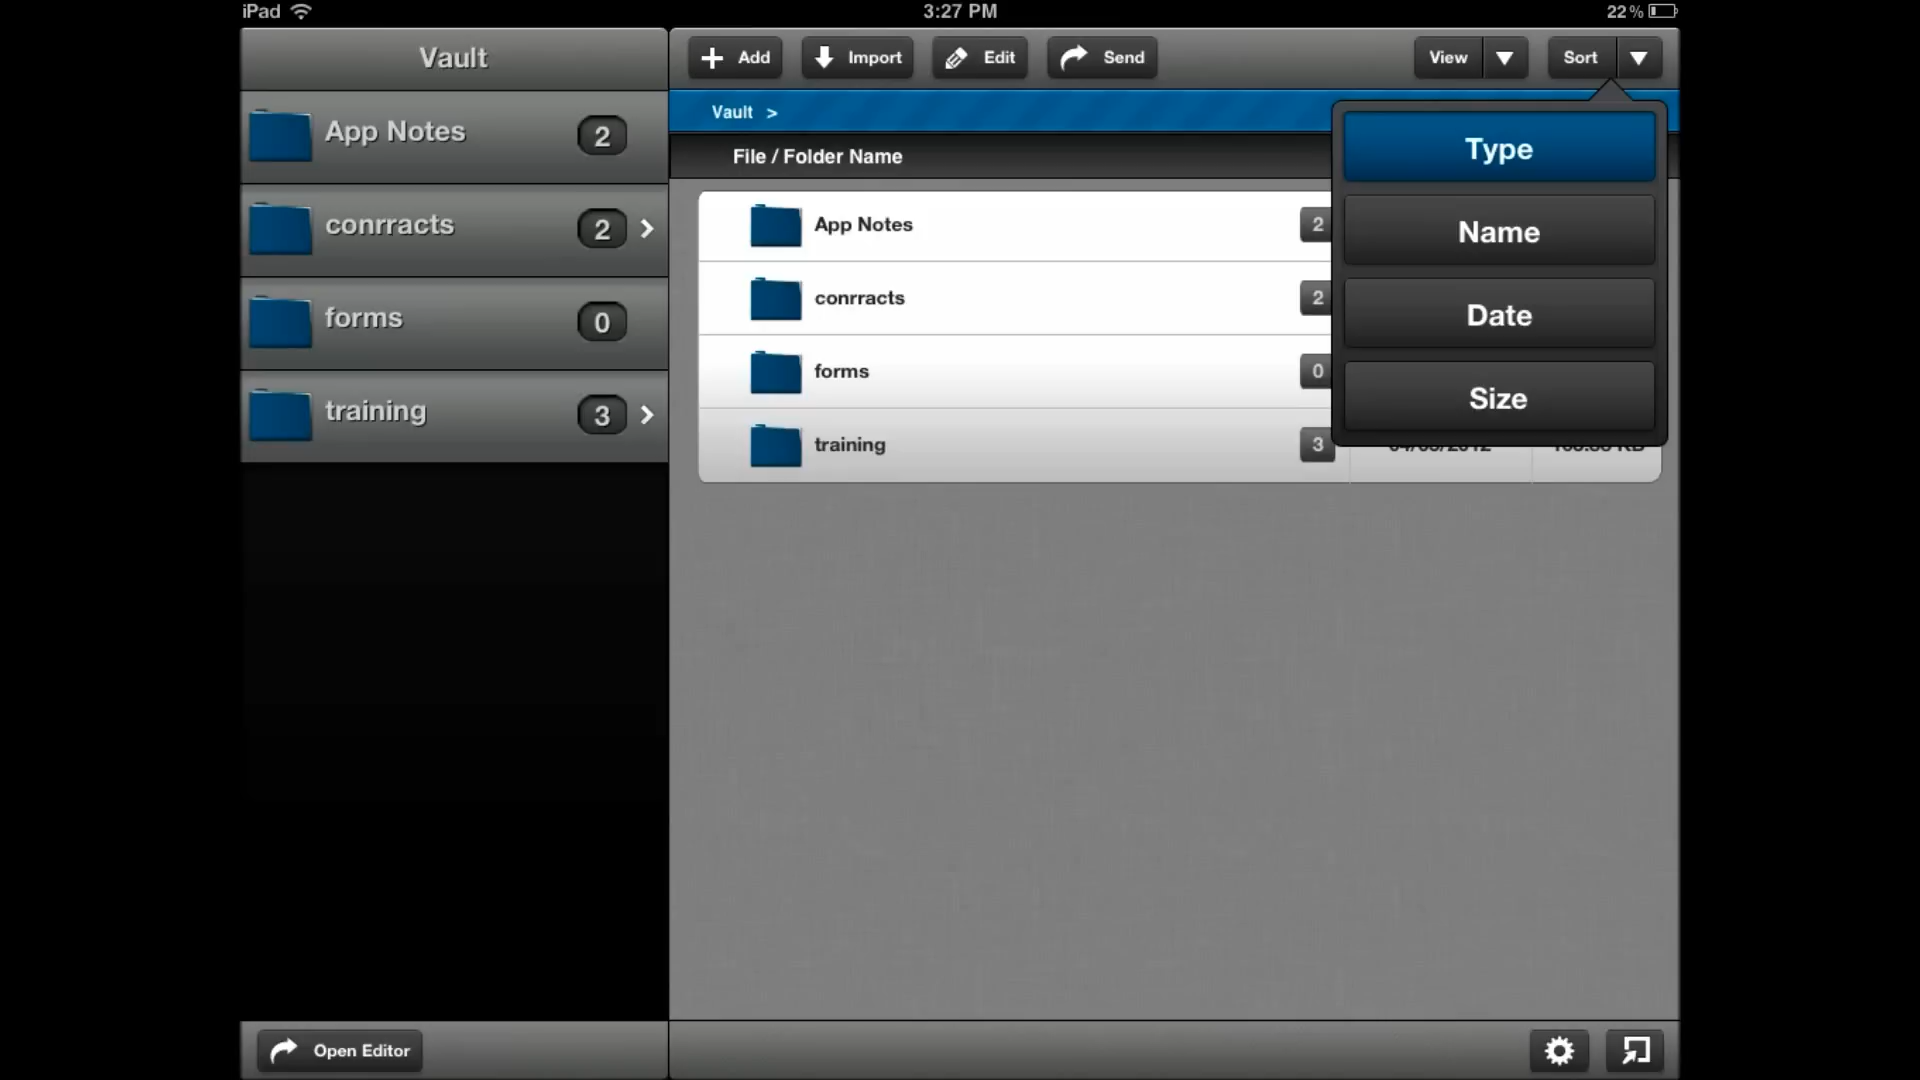 iPad 3:27 PM 22%
Vault
Add Import Edit Send View Sort
Vault >
File / Folder Name
App Notes 2
conrracts 2
forms 0
training 3
App Notes 2
conrracts 2
forms 0
training 3
Type
Name
Date
Size
Open Editor